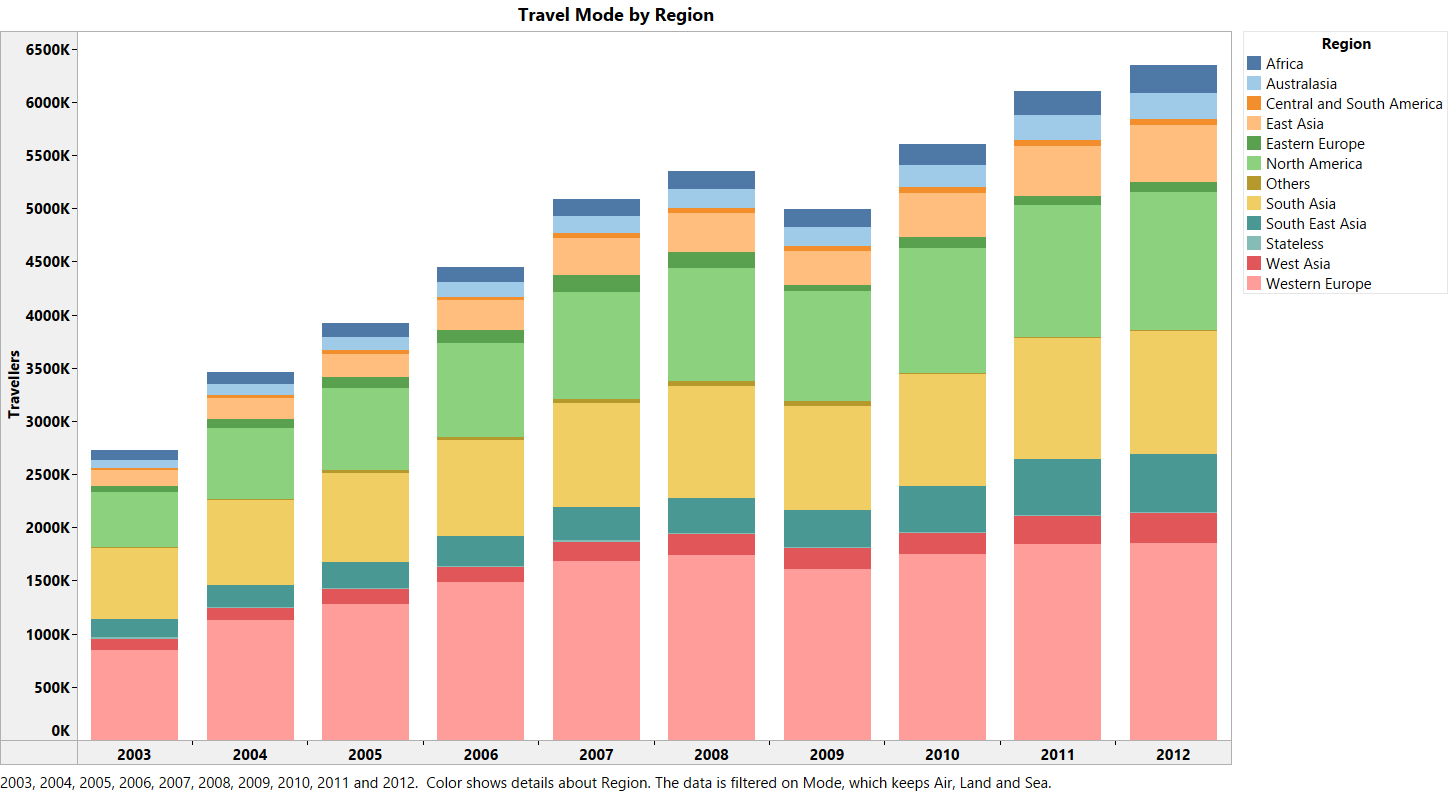 Travel Mode by Region
Travellers
6500K
6000K
5500K
5000K
4500K
4000K
3500K
3000K
2500K
2000K
1500K
1000K
500K
0K
2003 2004 2005 2006 2007 2008 2009 2010 2011 2012
Region
Africa
Australasia
Central and South America
East Asia
Eastern Europe
North America
Others
South Asia
South East Asia
Stateless
West Asia
Western Europe
2003, 2004, 2005, 2006, 2007, 2008, 2009, 2010, 2011 and 2012.  Color shows details about Region. The data is filtered on Mode, which keeps Air, Land and Sea.